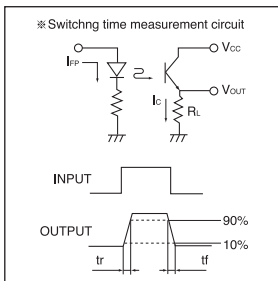 ※Switchng time measurement circuit
VCC
IFP
VOUT
IC
RL
INPUT
OUTPUT
90%
10%
tr
tf